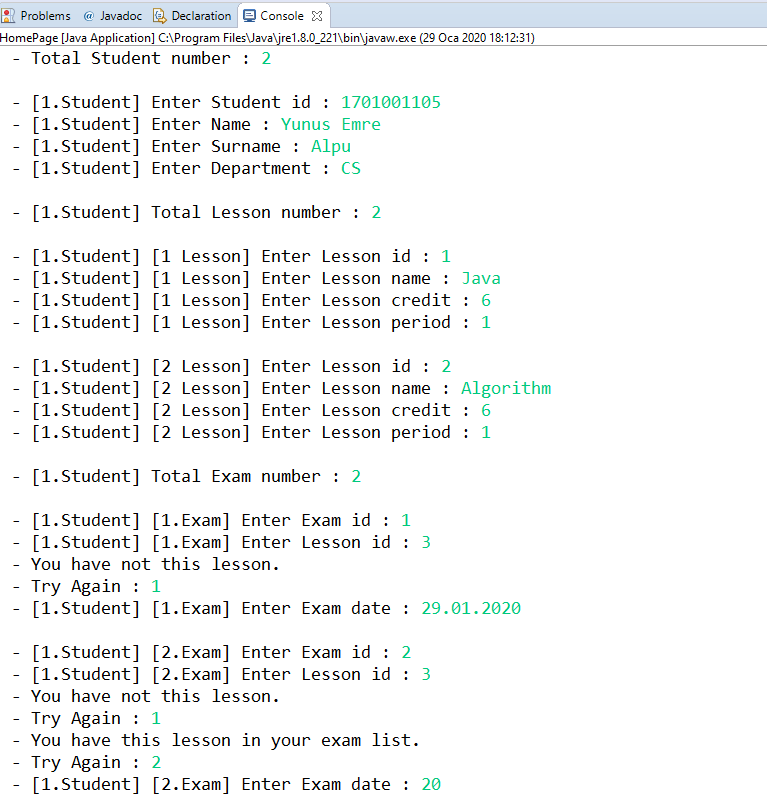 Problems @ Javadoc Declaration Console
HomePage [Java Application] C:\Program Files\Java\jre1.8.0_221\bin\javaw.exe (29 Oca 2020 18:12:31)
- Total Student number : 2
- [1.Student] Enter Student id : 1701001105
- [1.Student] Enter Name : Yunus Emre
- [1.Student] Enter Surname : Alpu
- [1.Student] Enter Department : CS
- [1.Student] Total Lesson number : 2
- [1.Student] [1 Lesson] Enter Lesson id : 1
- [1.Student] [1 Lesson] Enter Lesson name : Java
- [1.Student] [1 Lesson] Enter Lesson credit : 6
- [1.Student] [1 Lesson] Enter Lesson period : 1
- [1.Student] [2 Lesson] Enter Lesson id : 2
- [1.Student] [2 Lesson] Enter Lesson name : Algorithm
- [1.Student] [2 Lesson] Enter Lesson credit : 6
- [1.Student] [2 Lesson] Enter Lesson period : 1
- [1.Student] Total Exam number : 2
- [1.Student] [1.Exam] Enter Exam id : 1
- [1.Student] [1.Exam] Enter Lesson id : 3
- You have not this lesson.
- Try Again : 1
- [1.Student] [1.Exam] Enter Exam date : 29.01.2020
- [1.Student] [2.Exam] Enter Exam id : 2
- [1.Student] [2.Exam] Enter Lesson id : 3
- You have not this lesson.
- Try Again : 1
- You have this lesson in your exam list.
- Try Again : 2
- [1.Student] [2.Exam] Enter Exam date : 20